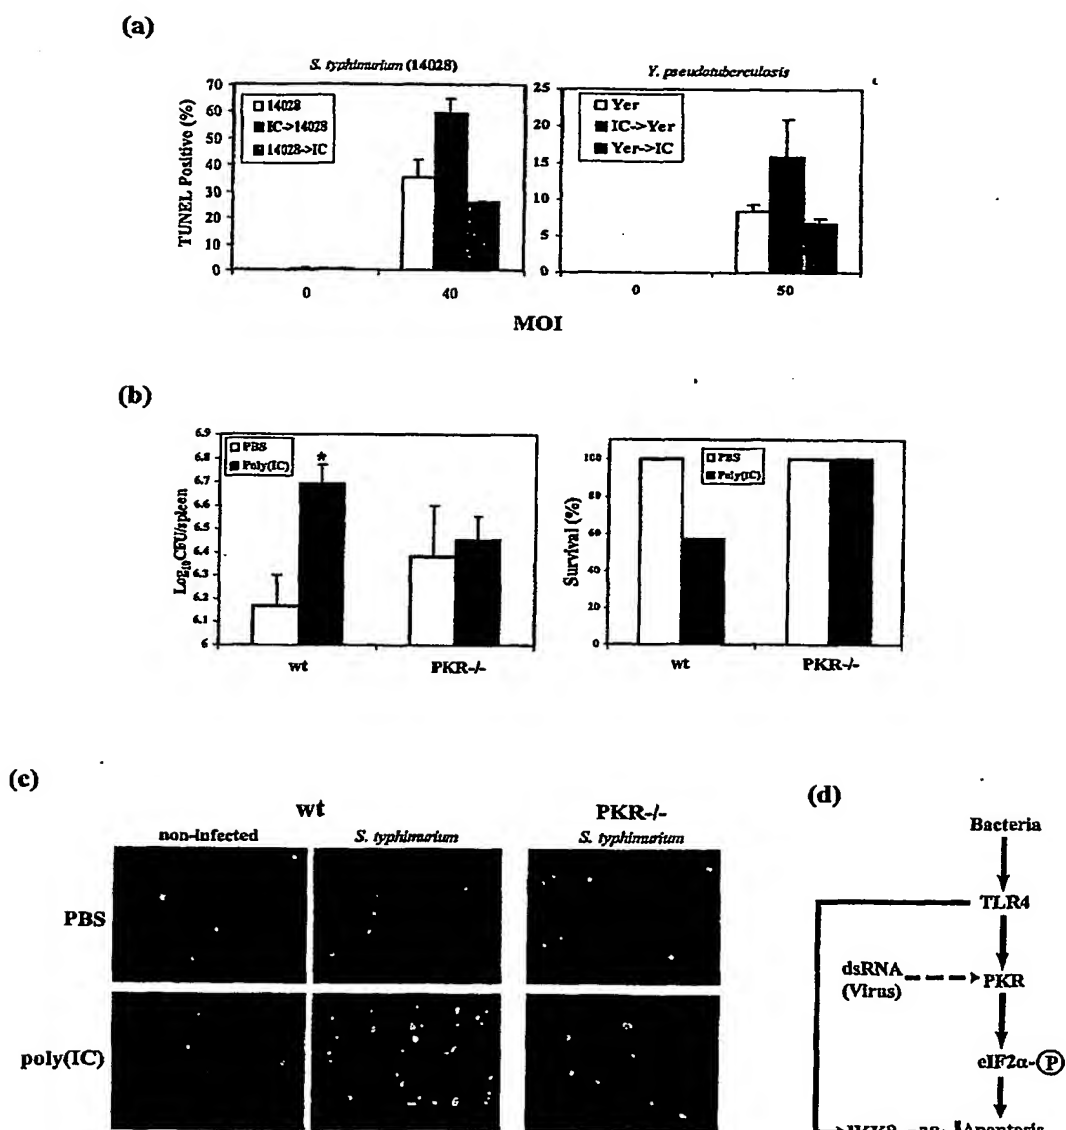 (a)
S. typhimurium (14028)
Y. pseudotuberculosis
TUNEL Positive (%)
70
60
50
40
30
20
10
0
14028
IC->14028
14028->IC
0
40
25
20
15
10
5
0
Yer
IC->Yer
Yer->IC
0
50
MOI
(b)
Log10CFU/spleen
6.9
6.8
6.7
6.6
6.5
6.4
6.3
6.2
6.1
6
PBS
Poly(IC)
*
wt
PKR-/-
Survival (%)
100
80
60
40
20
0
PBS
Poly(IC)
wt
PKR-/-
(c)
wt
PKR-/-
non-infected
S. typhimurium
S. typhimurium
PBS
poly(IC)
(d)
Bacteria
TLR4
dsRNA
(Virus)
PKR
eIF2α-P
Apoptosis